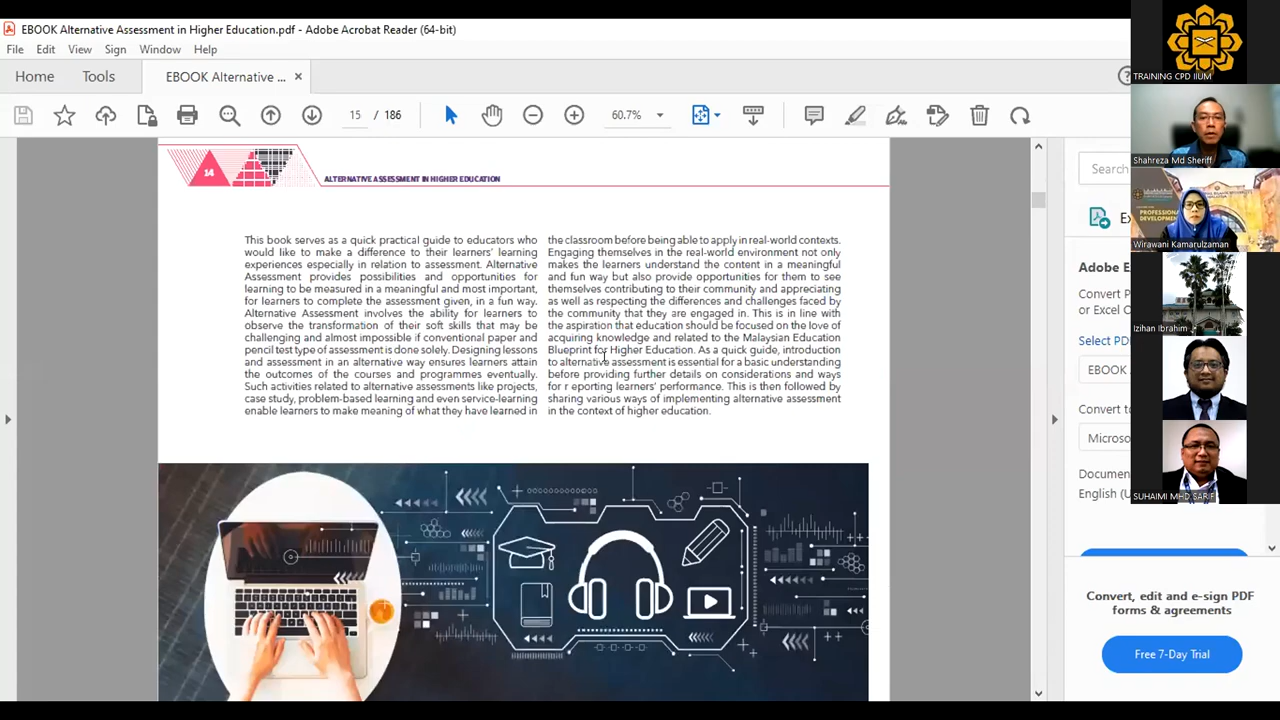 EBOOK Alternative Assessment in Higher Education.pdf - Adobe Acrobat Reader (64-bit)
File Edit View Sign Window Help
Home Tools EBOOK Alternative ... ×
15 / 186 60.7%
14
ALTERNATIVE ASSESSMENT IN HIGHER EDUCATION
This book serves as a quick practical guide to educators who
would like to make a difference to their learners' learning
experiences especially in relation to assessment. Alternative
Assessment provides possibilities and opportunities for
learning to be measured in a meaningful and most important,
for learners to complete the assessment given, in a fun way.
Alternative Assessment involves the ability for learners to
observe the transformation of their soft skills that may be
challenging and almost impossible if conventional paper and
pencil test type of assessment is done solely. Designing lessons
and assessment in an alternative way ensures learners attain
the outcomes of the courses and programmes eventually.
Such activities related to alternative assessments like projects,
case study, problem-based learning and even service-learning
enable learners to make meaning of what they have learned in
the classroom before being able to apply in real-world contexts.
Engaging themselves in the real-world environment not only
makes the learners understand the content in a meaningful
and fun way but also provide opportunities for them to see
themselves contributing to their community and appreciating
as well as respecting the differences and challenges faced by
the community that they are engaged in. This is in line with
the aspiration that education should be focused on the love of
acquiring knowledge and related to the Malaysian Education
Blueprint for Higher Education. As a quick guide, introduction
to alternative assessment is essential for a basic understanding
before providing further details on considerations and ways
for r eporting learners' performance. This is then followed by
sharing various ways of implementing alternative assessment
in the context of higher education.
Search
Ex
Adobe E
Convert P
or Excel O
Select PD
EBOOK
Convert to
Microso
Documen
English (U
Convert, edit and e-sign PDF
forms & agreements
Free 7-Day Trial
TRAINING CPD IIUM
Shahreza Md Sheriff
PROFESSIONAL
DEVELOPMENT
Wirawani Kamarulzaman
Izihan Ibrahim
SUHAIMI MHD SARIF